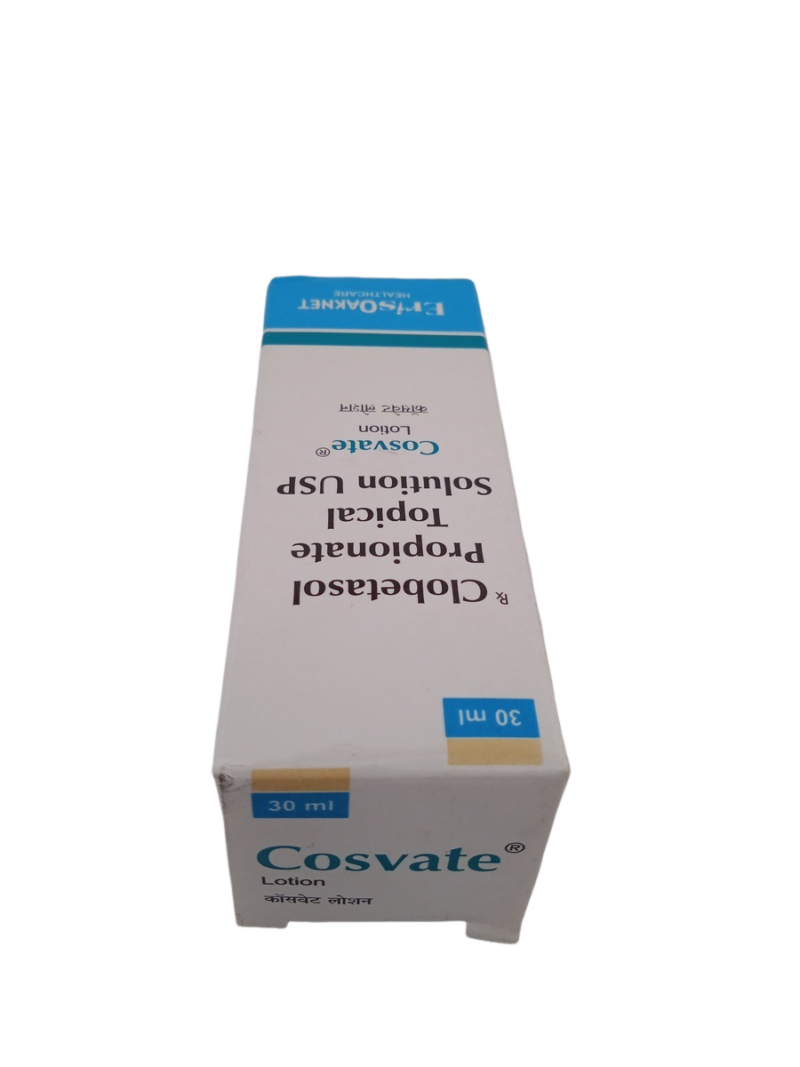 30 ml
Cosvate®
Lotion
कॉसवेट लोशन
30 ml
℞ Clobetasol
Propionate
Topical
Solution USP
Cosvate®
Lotion
कॉसवेट लोशन
ErisOAKNET
HEALTHCARE